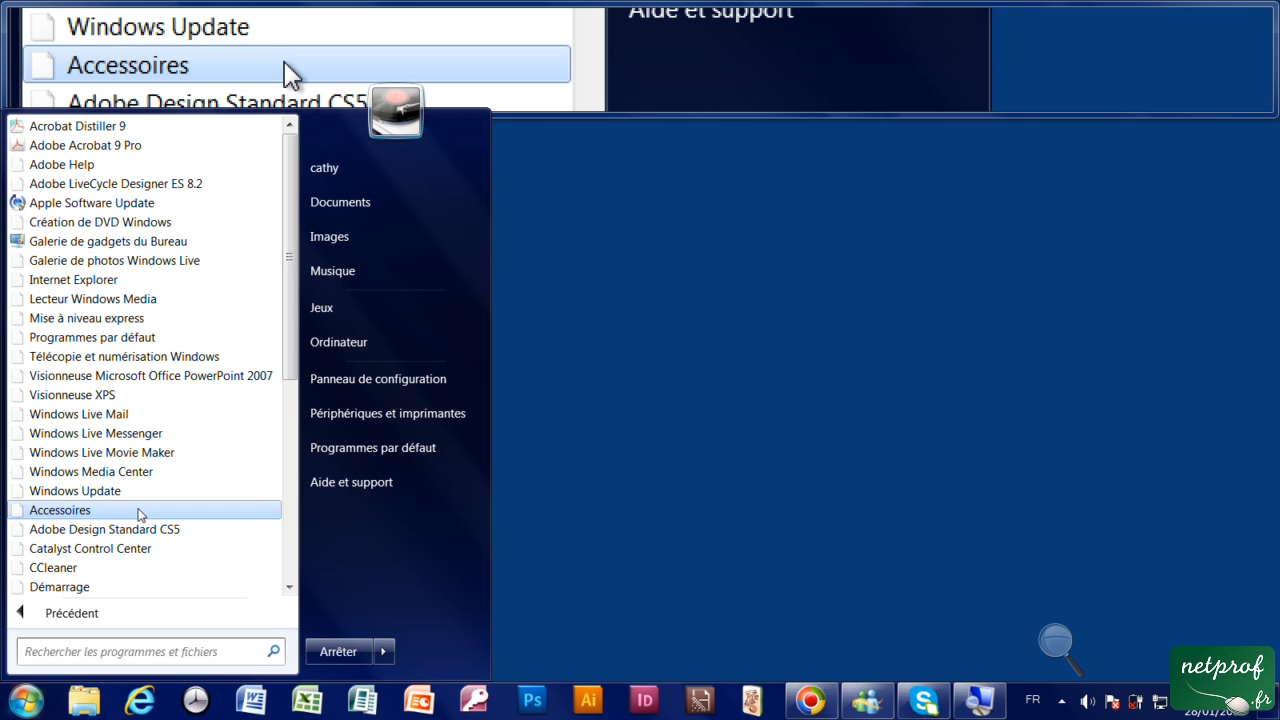 Windows Update
Aide et support
Accessoires
Adobe Design Standard CS5
Acrobat Distiller 9
Adobe Acrobat 9 Pro
Adobe Help
Adobe LiveCycle Designer ES 8.2
Apple Software Update
Création de DVD Windows
Galerie de gadgets du Bureau
Galerie de photos Windows Live
Internet Explorer
Lecteur Windows Media
Mise à niveau express
Programmes par défaut
Télécopie et numérisation Windows
Visionneuse Microsoft Office PowerPoint 2007
Visionneuse XPS
Windows Live Mail
Windows Live Messenger
Windows Live Movie Maker
Windows Media Center
Windows Update
Accessoires
Adobe Design Standard CS5
Catalyst Control Center
CCleaner
Démarrage
Précédent
Rechercher les programmes et fichiers
cathy
Documents
Images
Musique
Jeux
Ordinateur
Panneau de configuration
Périphériques et imprimantes
Programmes par défaut
Aide et support
Arrêter
Ps
Ai
Id
FR
netprof
.fr